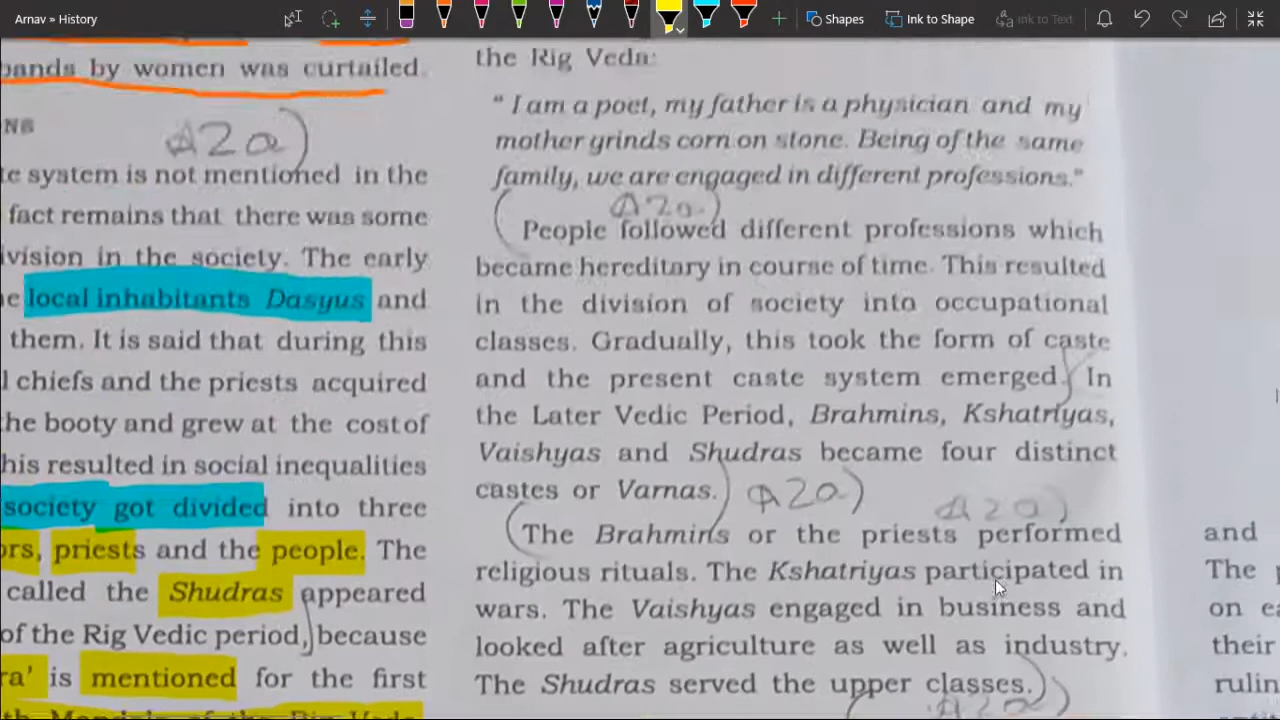 Arnav » History
Shapes
Ink to Shape
Ink to Text
bands by women was curtailed.
A2a)
te system is not mentioned in the
fact remains that there was some
ivision in the society. The early
local inhabitants Dasyus and
them. It is said that during this
l chiefs and the priests acquired
the booty and grew at the cost of
his resulted in social inequalities
society got divided into three
ors, priests and the people. The
called the Shudras appeared
of the Rig Vedic period, because
ra' is mentioned for the first
the Rig Veda:
" I am a poet, my father is a physician and my
mother grinds corn on stone. Being of the same
family, we are engaged in different professions."
A2a)
People followed different professions which
became hereditary in course of time. This resulted
in the division of society into occupational
classes. Gradually, this took the form of caste
and the present caste system emerged. In
the Later Vedic Period, Brahmins, Kshatriyas,
Vaishyas and Shudras became four distinct
castes or Varnas.
A2a)
A2a)
The Brahmins or the priests performed
religious rituals. The Kshatriyas participated in
wars. The Vaishyas engaged in business and
looked after agriculture as well as industry.
The Shudras served the upper classes.
A2a)
and
The
on
their
rulin